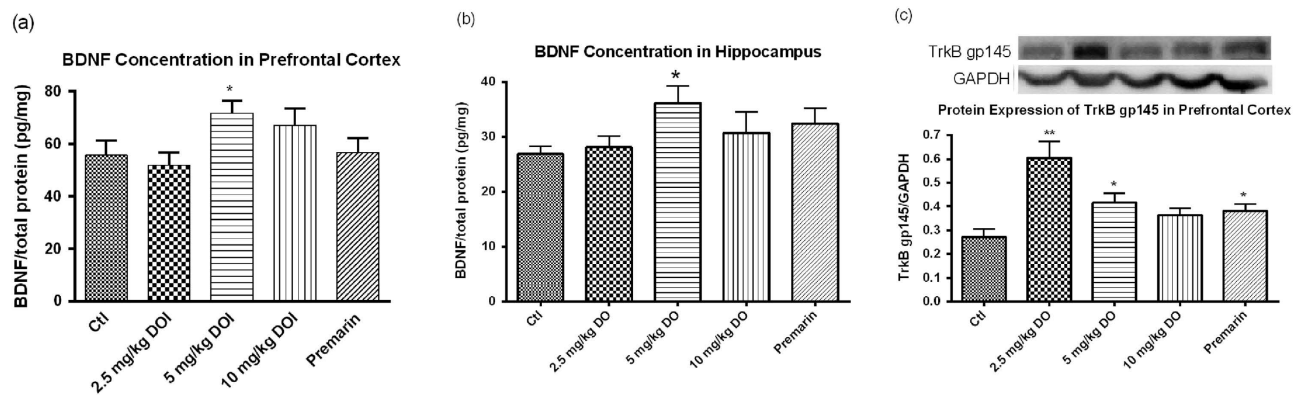 (a)
BDNF Concentration in Prefrontal Cortex
BDNF/total protein (pg/mg)
80
60
40
20
0
*
Ctl
2.5 mg/kg DOI
5 mg/kg DOI
10 mg/kg DOI
Premarin
(b)
BDNF Concentration in Hippocampus
BDNF/total protein (pg/mg)
40
30
20
10
0
*
Ctl
2.5 mg/kg DO
5 mg/kg DO
10 mg/kg DO
Premarin
(c)
TrkB gp145
GAPDH
Protein Expression of TrkB gp145 in Prefrontal Cortex
TrkB gp145/GAPDH
0.7
0.6
0.5
0.4
0.3
0.2
0.1
0.0
**
*
*
Ctl
2.5 mg/kg DO
5 mg/kg DO
10 mg/kg DO
Premarin